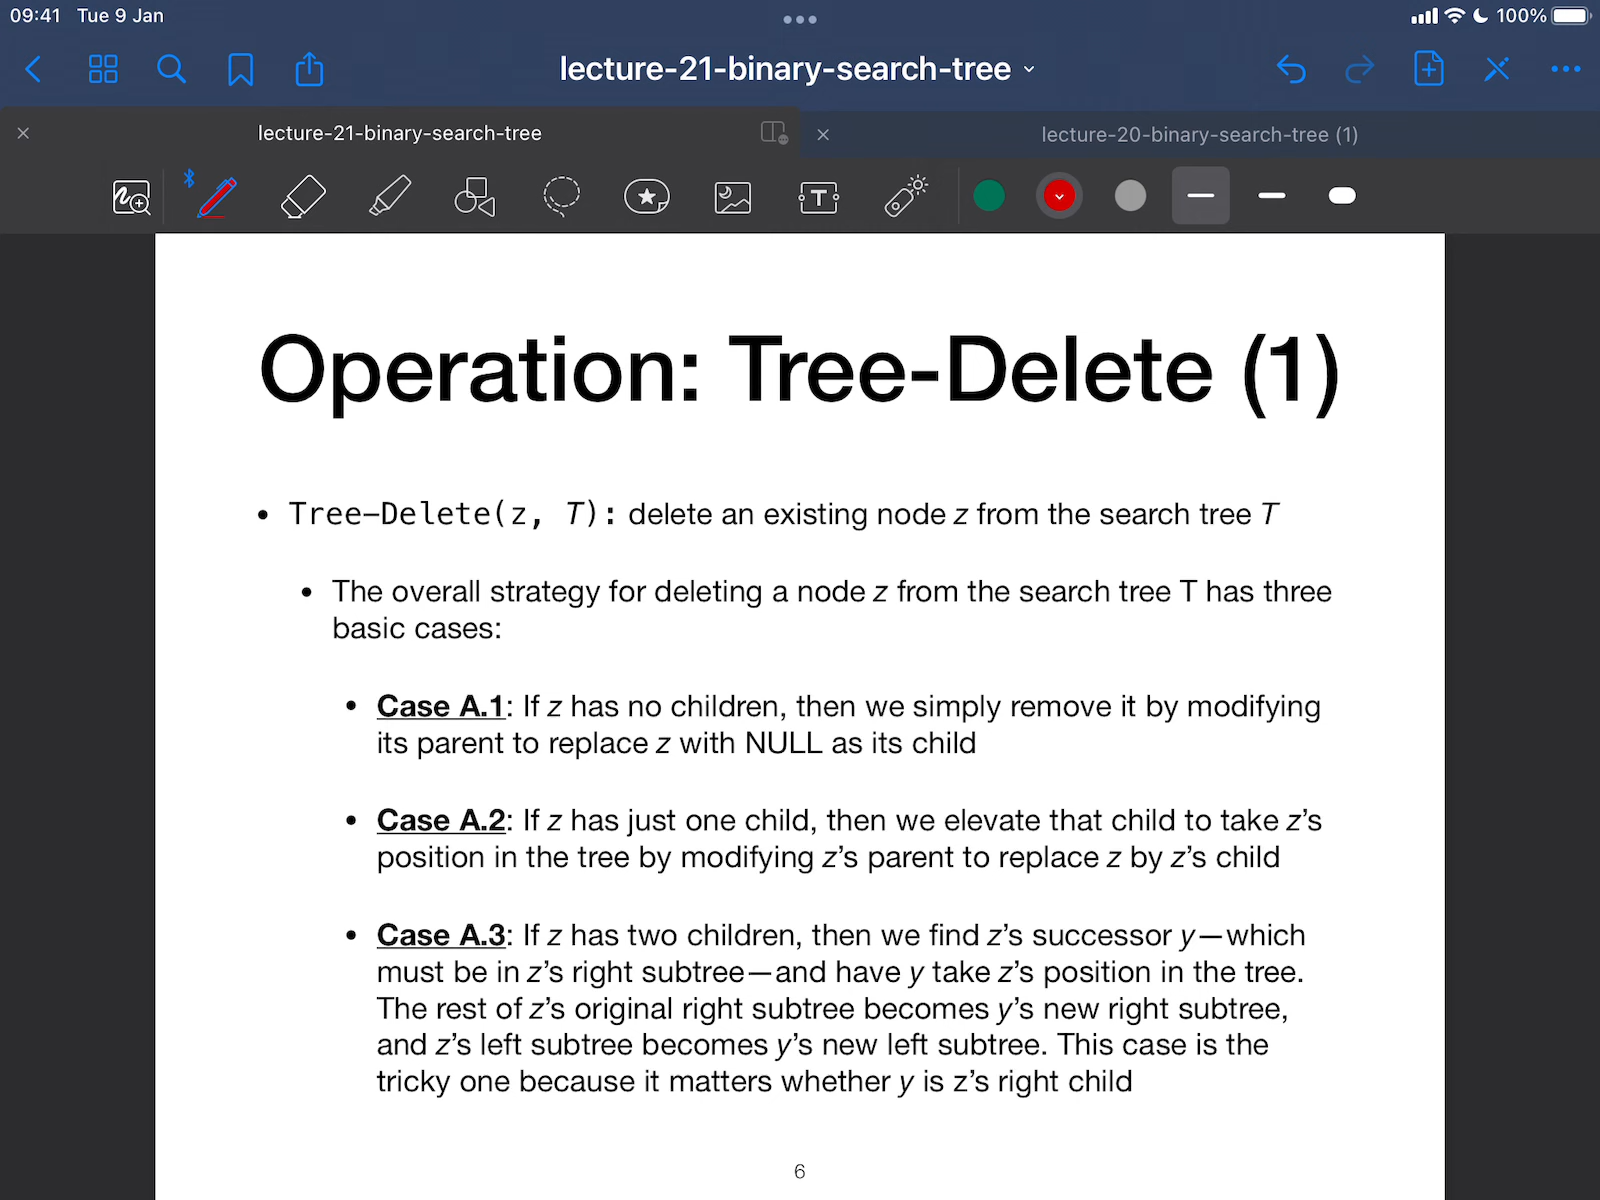 09:41 Tue 9 Jan
100%
lecture-21-binary-search-tree
lecture-21-binary-search-tree
lecture-20-binary-search-tree (1)
T
Operation: Tree-Delete (1)
• Tree–Delete(z, T): delete an existing node z from the search tree T
• The overall strategy for deleting a node z from the search tree T has three
basic cases:
• Case A.1: If z has no children, then we simply remove it by modifying
its parent to replace z with NULL as its child
• Case A.2: If z has just one child, then we elevate that child to take z’s
position in the tree by modifying z’s parent to replace z by z’s child
• Case A.3: If z has two children, then we find z’s successor y—which
must be in z’s right subtree—and have y take z’s position in the tree.
The rest of z’s original right subtree becomes y’s new right subtree,
and z’s left subtree becomes y’s new left subtree. This case is the
tricky one because it matters whether y is z’s right child
6